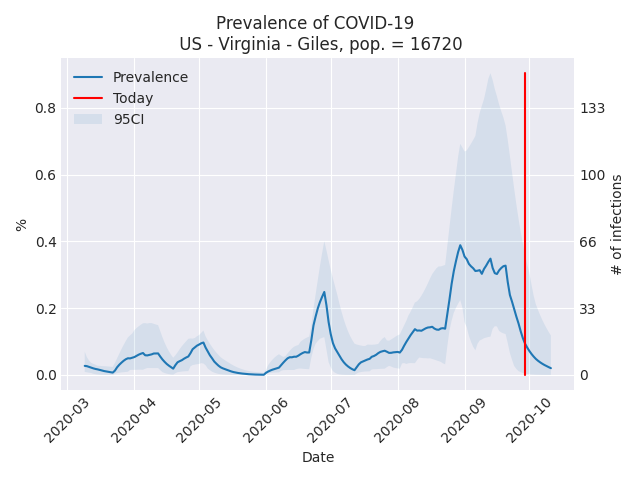 Prevalence of COVID-19
US - Virginia - Giles, pop. = 16720
Prevalence
Today
95CI
0.8
0.6
0.4
0.2
0.0
%
133
100
66
33
0
# of infections
2020-03
2020-04
2020-05
2020-06
2020-07
2020-08
2020-09
2020-10
Date